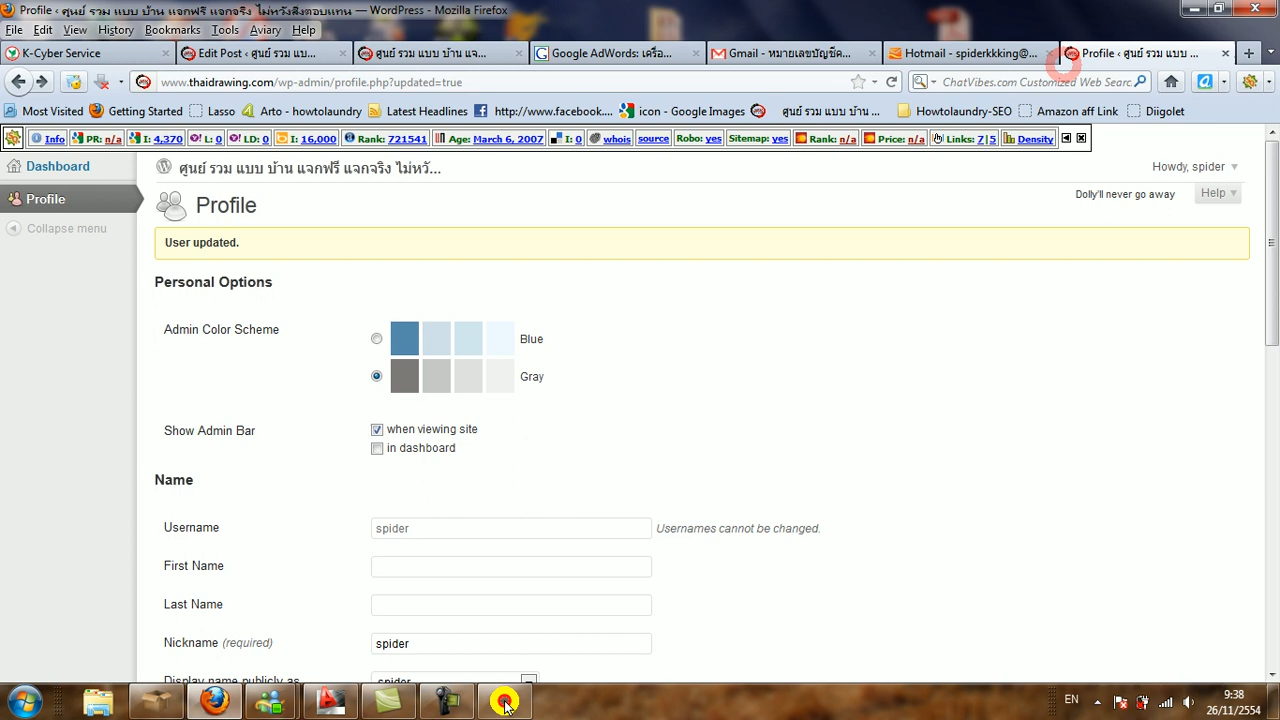 Profile ‹ ศูนย์ รวม แบบ บ้าน แจกฟรี แจกจริง ไม่หวังสิ่งตอบแทน — WordPress - Mozilla Firefox
File Edit View History Bookmarks Tools Aviary Help
K-Cyber Service
Edit Post ‹ ศูนย์ รวม แบบ บ้...
ศูนย์ รวม แบบ บ้าน แจ...
Google AdWords: เครื่อ...
Gmail - หมายเลขบัญชีค...
Hotmail - spiderkkking@...
Profile ‹ ศูนย์ รวม แบบ ...
www.thaidrawing.com/wp-admin/profile.php?updated=true
ChatVibes.com Customized Web Searc
Most Visited Getting Started Lasso Arto - howtolaundry Latest Headlines http://www.facebook.... icon - Google Images ศูนย์ รวม แบบ บ้าน ... Howtolaundry-SEO Amazon aff Link Diigolet
Info PR: n/a I: 4,370 L: 0 LD: 0 I: 16,000 Rank: 721541 Age: March 6, 2007 I: 0 whois source Robo: yes Sitemap: yes Rank: n/a Price: n/a Links: 7|5 Density
Dashboard
Profile
Collapse menu
ศูนย์ รวม แบบ บ้าน แจกฟรี แจกจริง ไม่หวั...
Howdy, spider
Profile
Dolly'll never go away
Help
User updated.
Personal Options
Admin Color Scheme
Blue
Gray
Show Admin Bar
when viewing site
in dashboard
Name
Username spider Usernames cannot be changed.
First Name
Last Name
Nickname (required) spider
Display name publicly as spider
EN
9:38
26/11/2554